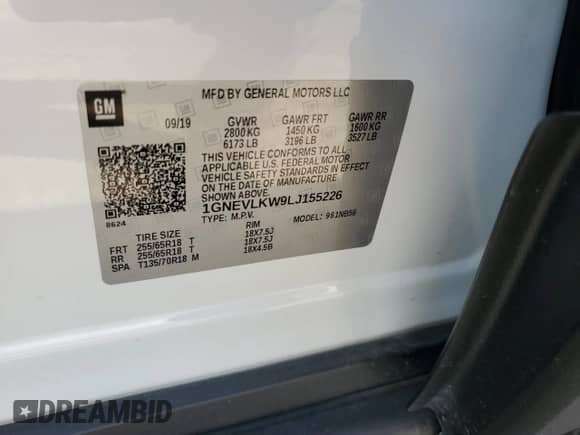 GM
MFD BY GENERAL MOTORS LLC
09/19 GVWR GAWR FRT GAWR RR
2800 KG 1450 KG 1600 KG
6173 LB 3196 LB 3527 LB
THIS VEHICLE CONFORMS TO ALL
APPLICABLE U.S. FEDERAL MOTOR
VEHICLE SAFETY STANDARDS IN EFFECT
ON THE DATE OF MANUFACTURE SHOWN
ABOVE.
1GNEVLKW9LJ155226
8624 TYPE: M.P.V. MODEL: 961NB56
TIRE SIZE RIM
FRT 255/65R18 T 18X7.5J
RR 255/65R18 T 18X7.5J
SPA T135/70R18 M 18X4.5B
DREAMBID